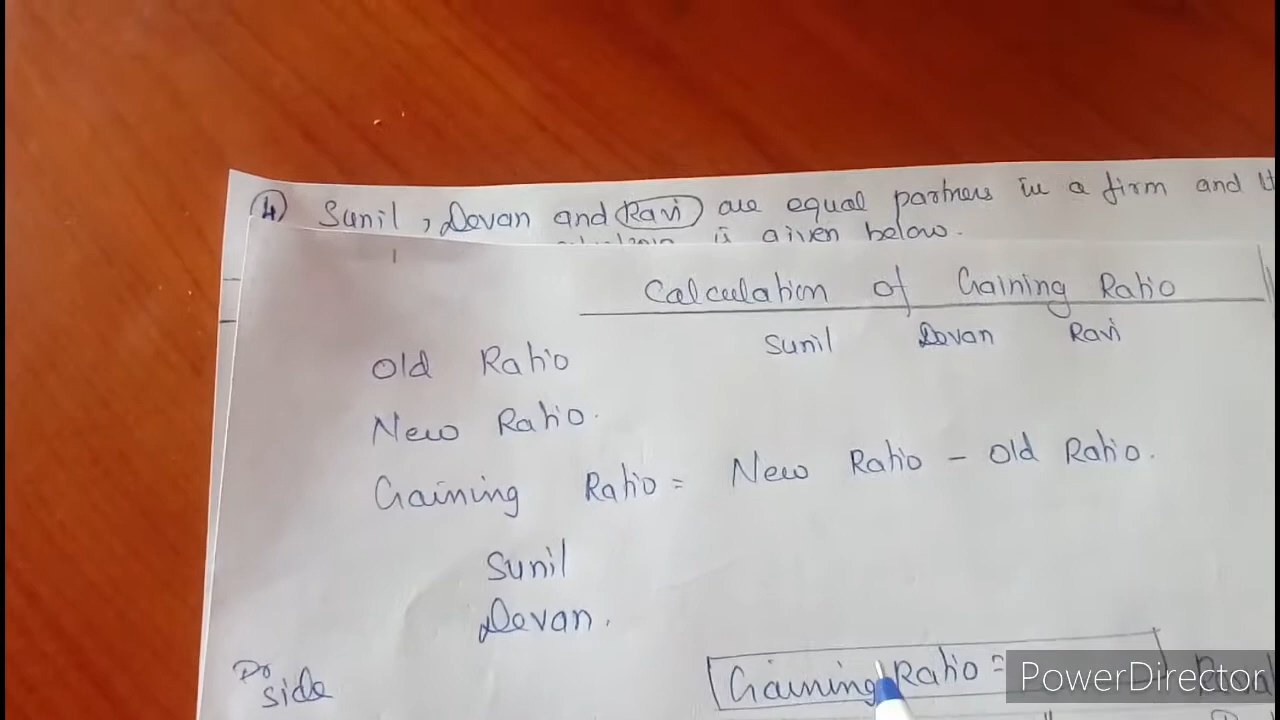 4) Sunil, Devan and Ravi are equal partners in a firm and
is given below.
Calculation of Gaining Ratio
Sunil Devan Ravi
Old Ratio
New Ratio.
Gaining Ratio = New Ratio - Old Ratio.
Sunil
Devan.
Dr side
Gaining Ratio =
PowerDirector